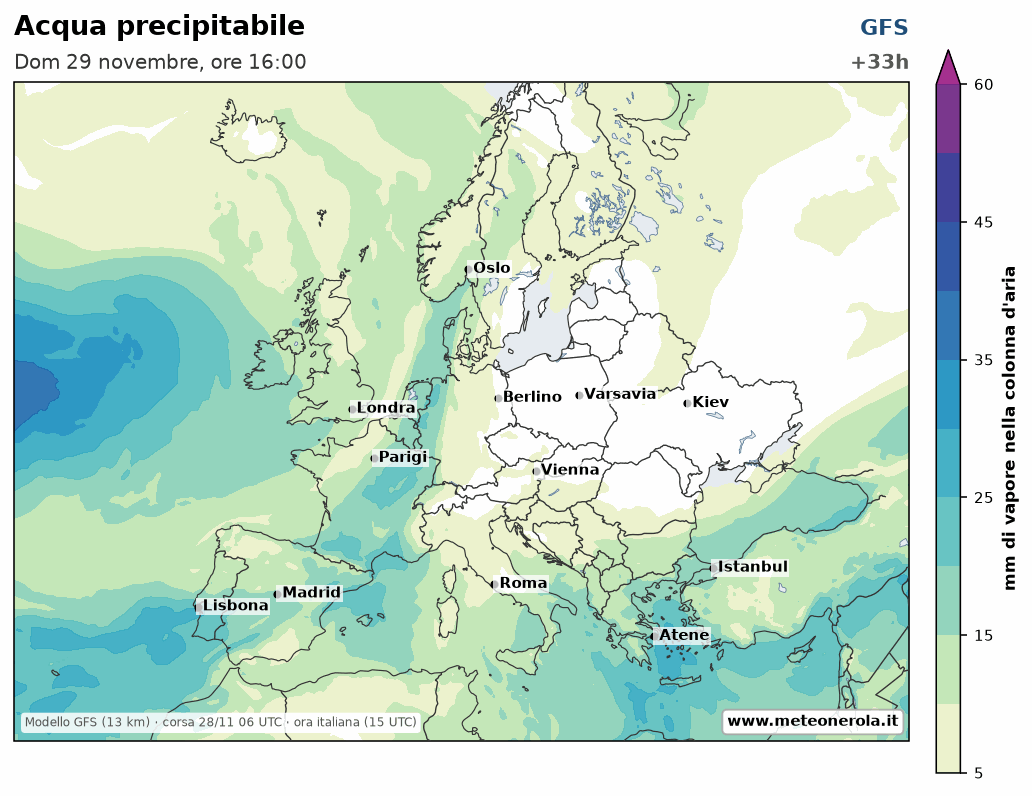 Acqua precipitabile
GFS
Dom 29 novembre, ore 16:00
+33h
60
45
35
25
15
5
mm di vapore nella colonna d'aria
Oslo
Berlino
Varsavia
Kiev
Londra
Parigi
Vienna
Istanbul
Roma
Madrid
Lisbona
Atene
Modello GFS (13 km) · corsa 28/11 06 UTC · ora italiana (15 UTC)
www.meteonerola.it